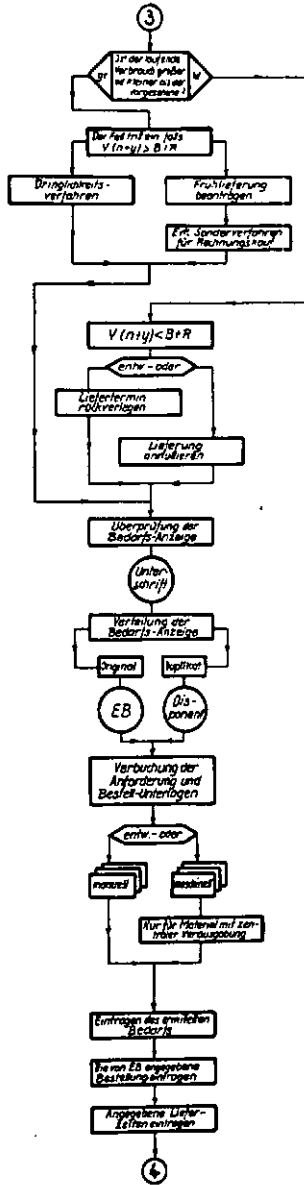 3
Ist der laufende
Verbrauch größer
wie kleiner als der
vorgesehene?
gr
kl
Der Fall tritt ein falls
V (n+y) > B+R
Dringlichkeits-
verfahren
Frühlieferung
beantragen
Erf. Sonderverfahren
für Rechnungskauf
V (n+y) < B+R
entw.- oder
Liefertermin
rückverlegen
Lieferung
annullieren
Überprüfung der
Bedarfs-Anzeige
Unter
schrift
Verteilung der
Bedarfs-Anzeige
Original
Duplikat
EB
Dis-
ponent
Verbuchung der
Anforderung und
Bestell-Unterlagen
entw.- oder
manuell
maschinell
Nur für Material mit zen-
traler Verausgabung
Eintragen des ermittelten
Bedarfs
Die von EB angegebene
Bestellung eintragen
Angegebene Liefer-
Zeiten eintragen
4